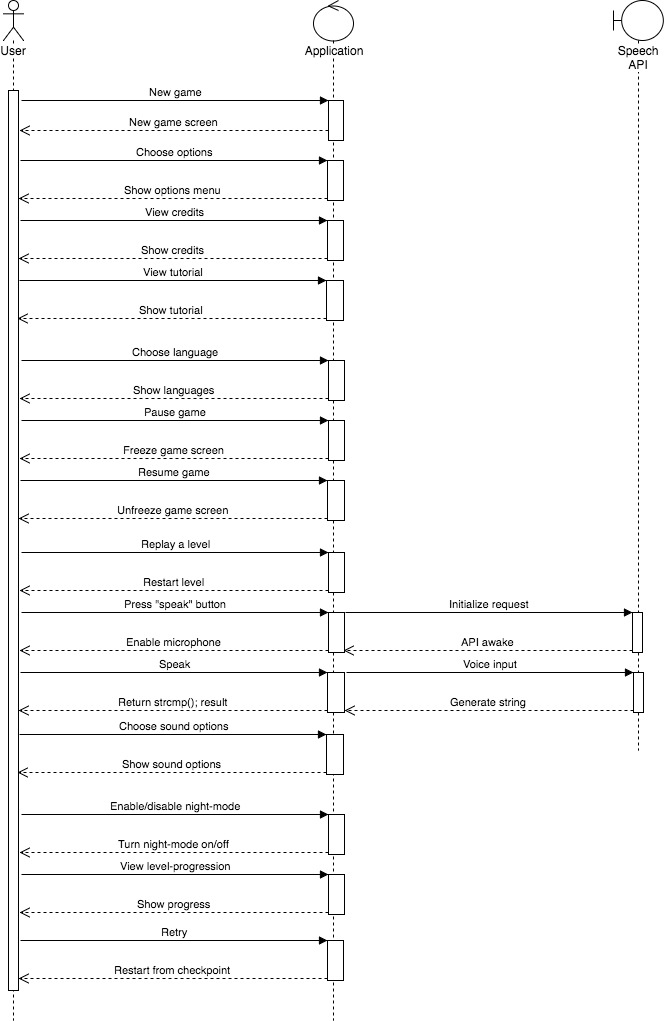 User
Application
Speech
API
New game
New game screen
Choose options
Show options menu
View credits
Show credits
View tutorial
Show tutorial
Choose language
Show languages
Pause game
Freeze game screen
Resume game
Unfreeze game screen
Replay a level
Restart level
Press "speak" button
Initialize request
Enable microphone
API awake
Speak
Voice input
Return strcmp(); result
Generate string
Choose sound options
Show sound options
Enable/disable night-mode
Turn night-mode on/off
View level-progression
Show progress
Retry
Restart from checkpoint